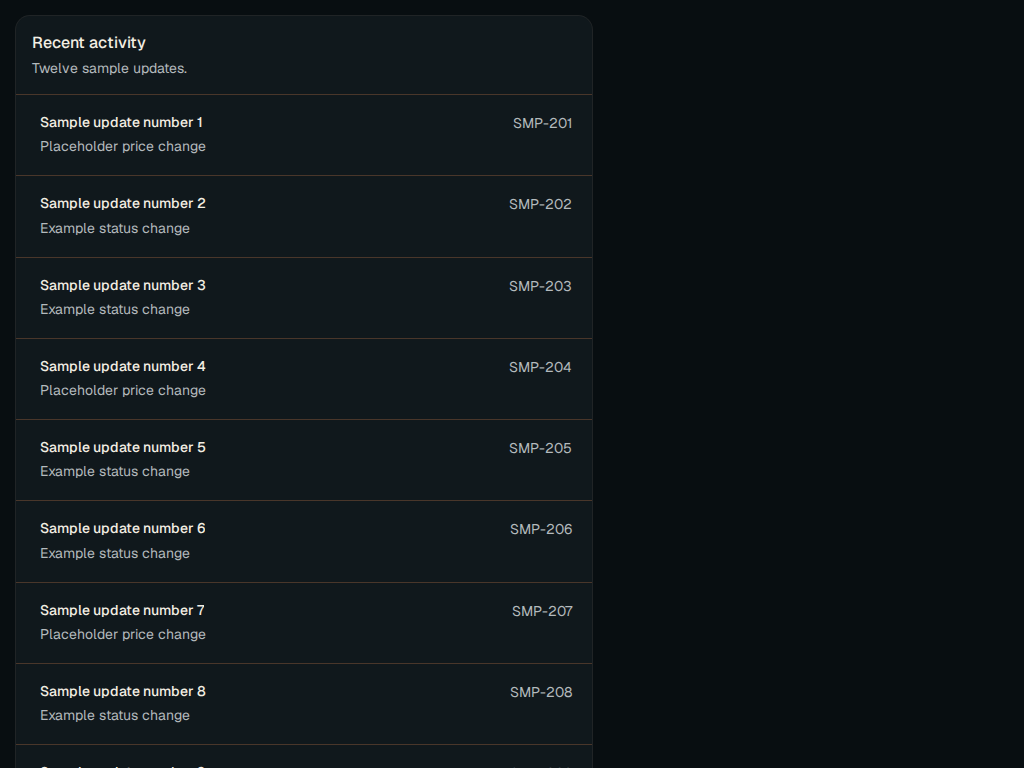 Recent activity
Twelve sample updates.
Sample update number 1 SMP-201
Placeholder price change
Sample update number 2 SMP-202
Example status change
Sample update number 3 SMP-203
Example status change
Sample update number 4 SMP-204
Placeholder price change
Sample update number 5 SMP-205
Example status change
Sample update number 6 SMP-206
Example status change
Sample update number 7 SMP-207
Placeholder price change
Sample update number 8 SMP-208
Example status change